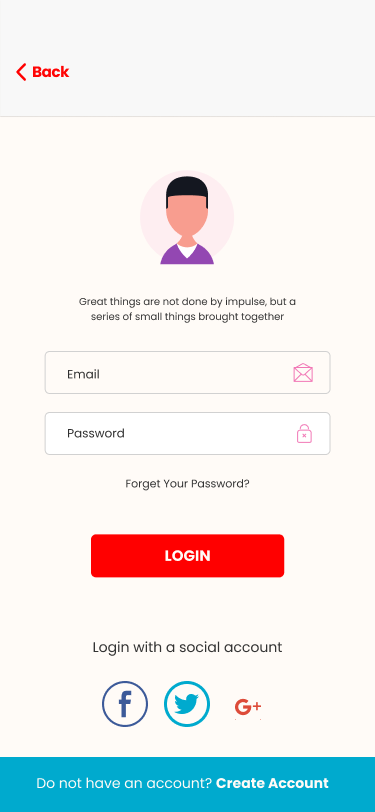 Back
Great things are not done by impulse, but a
series of small things brought together
Email
Password
Forget Your Password?
LOGIN
Login with a social account
f
G+
Do not have an account? Create Account